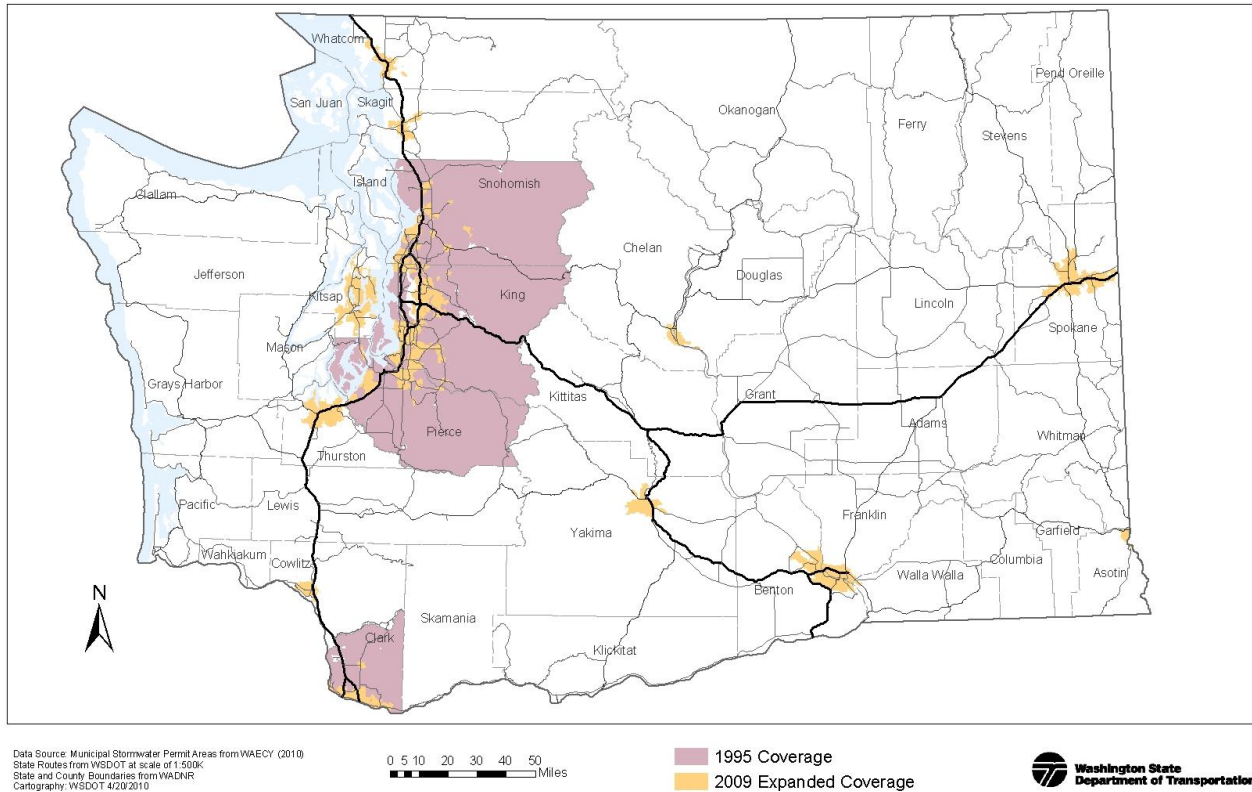 Whatcom
Pend Oreille
San Juan
Skagit
Okanogan
Ferry
Stevens
Island
Snohomish
Clallam
Chelan
Jefferson
Douglas
Kitsap
King
Lincoln
Spokane
Mason
Grays Harbor
Kittitas
Grant
Adams
Pierce
Whitman
Thurston
Pacific
Lewis
Franklin
Yakima
Garfield
Wahkiakum
Columbia
Cowlitz
Walla Walla
Asotin
Benton
N
Skamania
Clark
Klickitat
Data Source: Municipal Stormwater Permit Areas from WAECY (2010)
State Routes from WSDOT at scale of 1:500K
State and County Boundaries from WADNR
Cartography: WSDOT 4/20/2010
0 5 10 20 30 40 50
Miles
1995 Coverage
2009 Expanded Coverage
Washington State
Department of Transportation